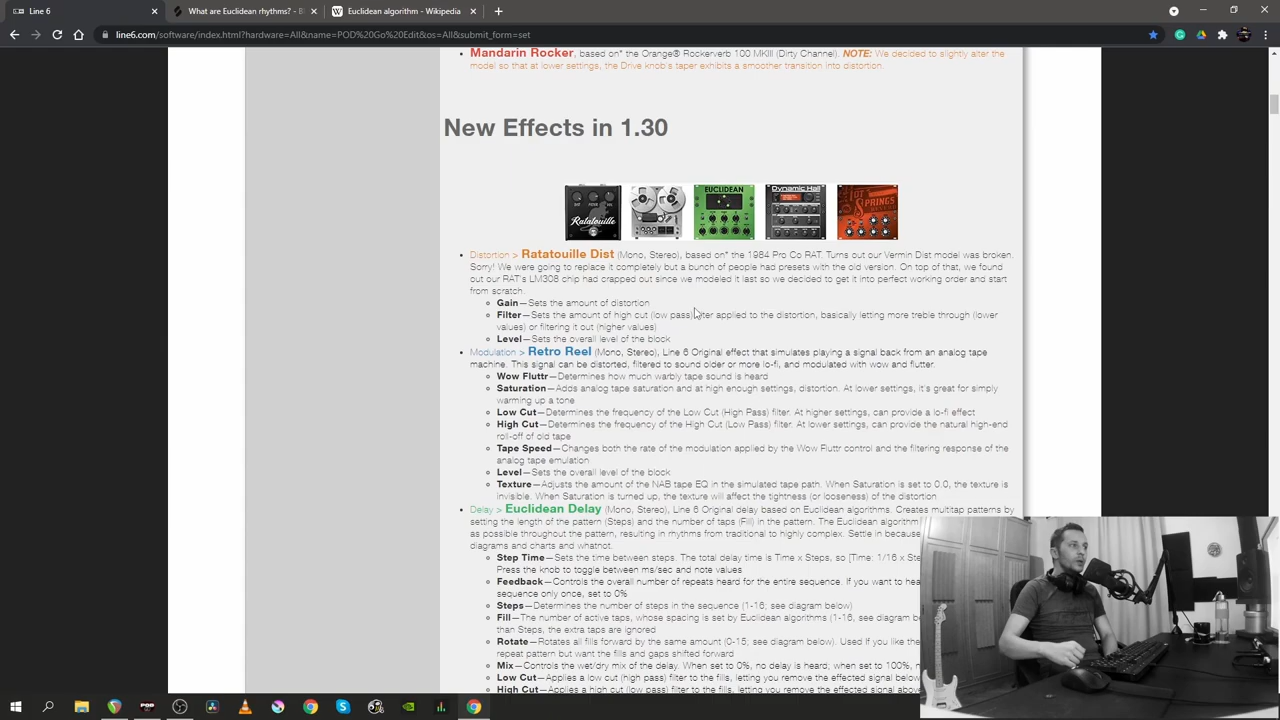 Line 6
What are Euclidean rhythms? - B
Euclidean algorithm - Wikipedia
line6.com/software/index.html?hardware=All&name=POD%20Go%20Edit&os=All&submit_form=set
Mandarin Rocker, based on* the Orange® Rockerverb 100 MKIII (Dirty Channel). NOTE: We decided to slightly alter the
model so that at lower settings, the Drive knob's taper exhibits a smoother transition into distortion.
New Effects in 1.30
Ratatouille
EUCLIDEAN
Dynamic Hall
HOT SPRINGS
Distortion > Ratatouille Dist (Mono, Stereo), based on* the 1984 Pro Co RAT. Turns out our Vermin Dist model was broken.
Sorry! We were going to replace it completely but a bunch of people had presets with the old version. On top of that, we found
out our RAT's LM308 chip had crapped out since we modeled it last so we decided to get it into perfect working order and start
from scratch.
Gain—Sets the amount of distortion
Filter—Sets the amount of high cut (low pass) filter applied to the distortion, basically letting more treble through (lower
values) or filtering it out (higher values)
Level—Sets the overall level of the block
Modulation > Retro Reel (Mono, Stereo), Line 6 Original effect that simulates playing a signal back from an analog tape
machine. This signal can be distorted, filtered to sound older or more lo-fi, and modulated with wow and flutter.
Wow Fluttr—Determines how much warbly tape sound is heard
Saturation—Adds analog tape saturation and at high enough settings, distortion. At lower settings, it's great for simply
warming up a tone
Low Cut—Determines the frequency of the Low Cut (High Pass) filter. At higher settings, can provide a lo-fi effect
High Cut—Determines the frequency of the High Cut (Low Pass) filter. At lower settings, can provide the natural high-end
roll-off of old tape
Tape Speed—Changes both the rate of the modulation applied by the Wow Fluttr control and the filtering response of the
analog tape emulation
Level—Sets the overall level of the block
Texture—Adjusts the amount of the NAB tape EQ in the simulated tape path. When Saturation is set to 0.0, the texture is
invisible. When Saturation is turned up, the texture will affect the tightness (or looseness) of the distortion
Delay > Euclidean Delay (Mono, Stereo), Line 6 Original delay based on Euclidean algorithms. Creates multitap patterns by
setting the length of the pattern (Steps) and the number of taps (Fill) in the pattern. The Euclidean algorithm
as possible throughout the pattern, resulting in rhythms from traditional to highly complex. Settle in because
diagrams and charts and whatnot.
Step Time—Sets the time between steps. The total delay time is Time x Steps, so [Time: 1/16 x Ste
Press the knob to toggle between ms/sec and note values
Feedback—Controls the overall number of repeats heard for the entire sequence. If you want to hea
sequence only once, set to 0%
Steps—Determines the number of steps in the sequence (1-16; see diagram below)
Fill—The number of active taps, whose spacing is set by Euclidean algorithms (1-16, see diagram be
than Steps, the extra taps are ignored
Rotate—Rotates all fills forward by the same amount (0-15; see diagram below). Used If you like the
repeat pattern but want the fills and gaps shifted forward
Mix—Controls the wet/dry mix of the delay. When set to 0%, no delay is heard; when set to 100%, n
Low Cut—Applies a low cut (high pass) filter to the fills, letting you remove the effected signal below
High Cut—Applies a high cut (low pass) filter to the fills, letting you remove the effected signal above